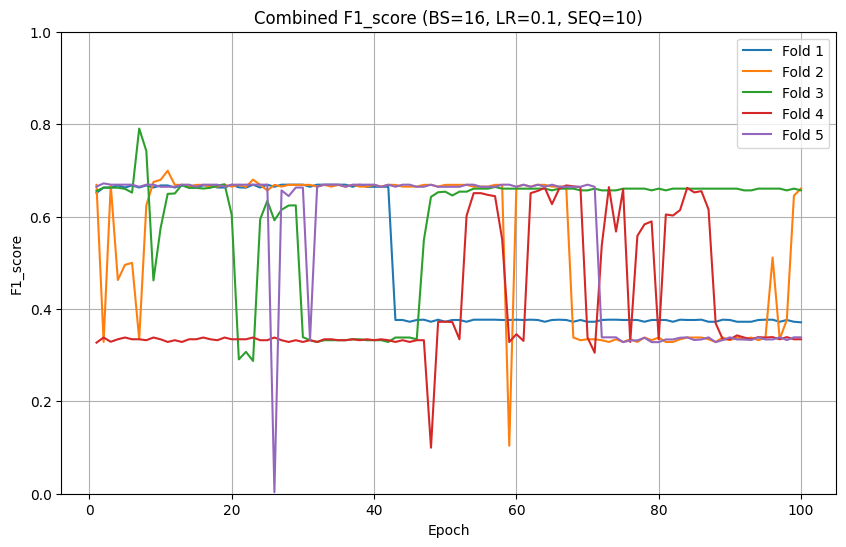 Combined F1_score (BS=16, LR=0.1, SEQ=10)
1.0
0.8
0.6
0.4
0.2
0.0
F1_score
0 20 40 60 80 100
Epoch
Fold 1
Fold 2
Fold 3
Fold 4
Fold 5